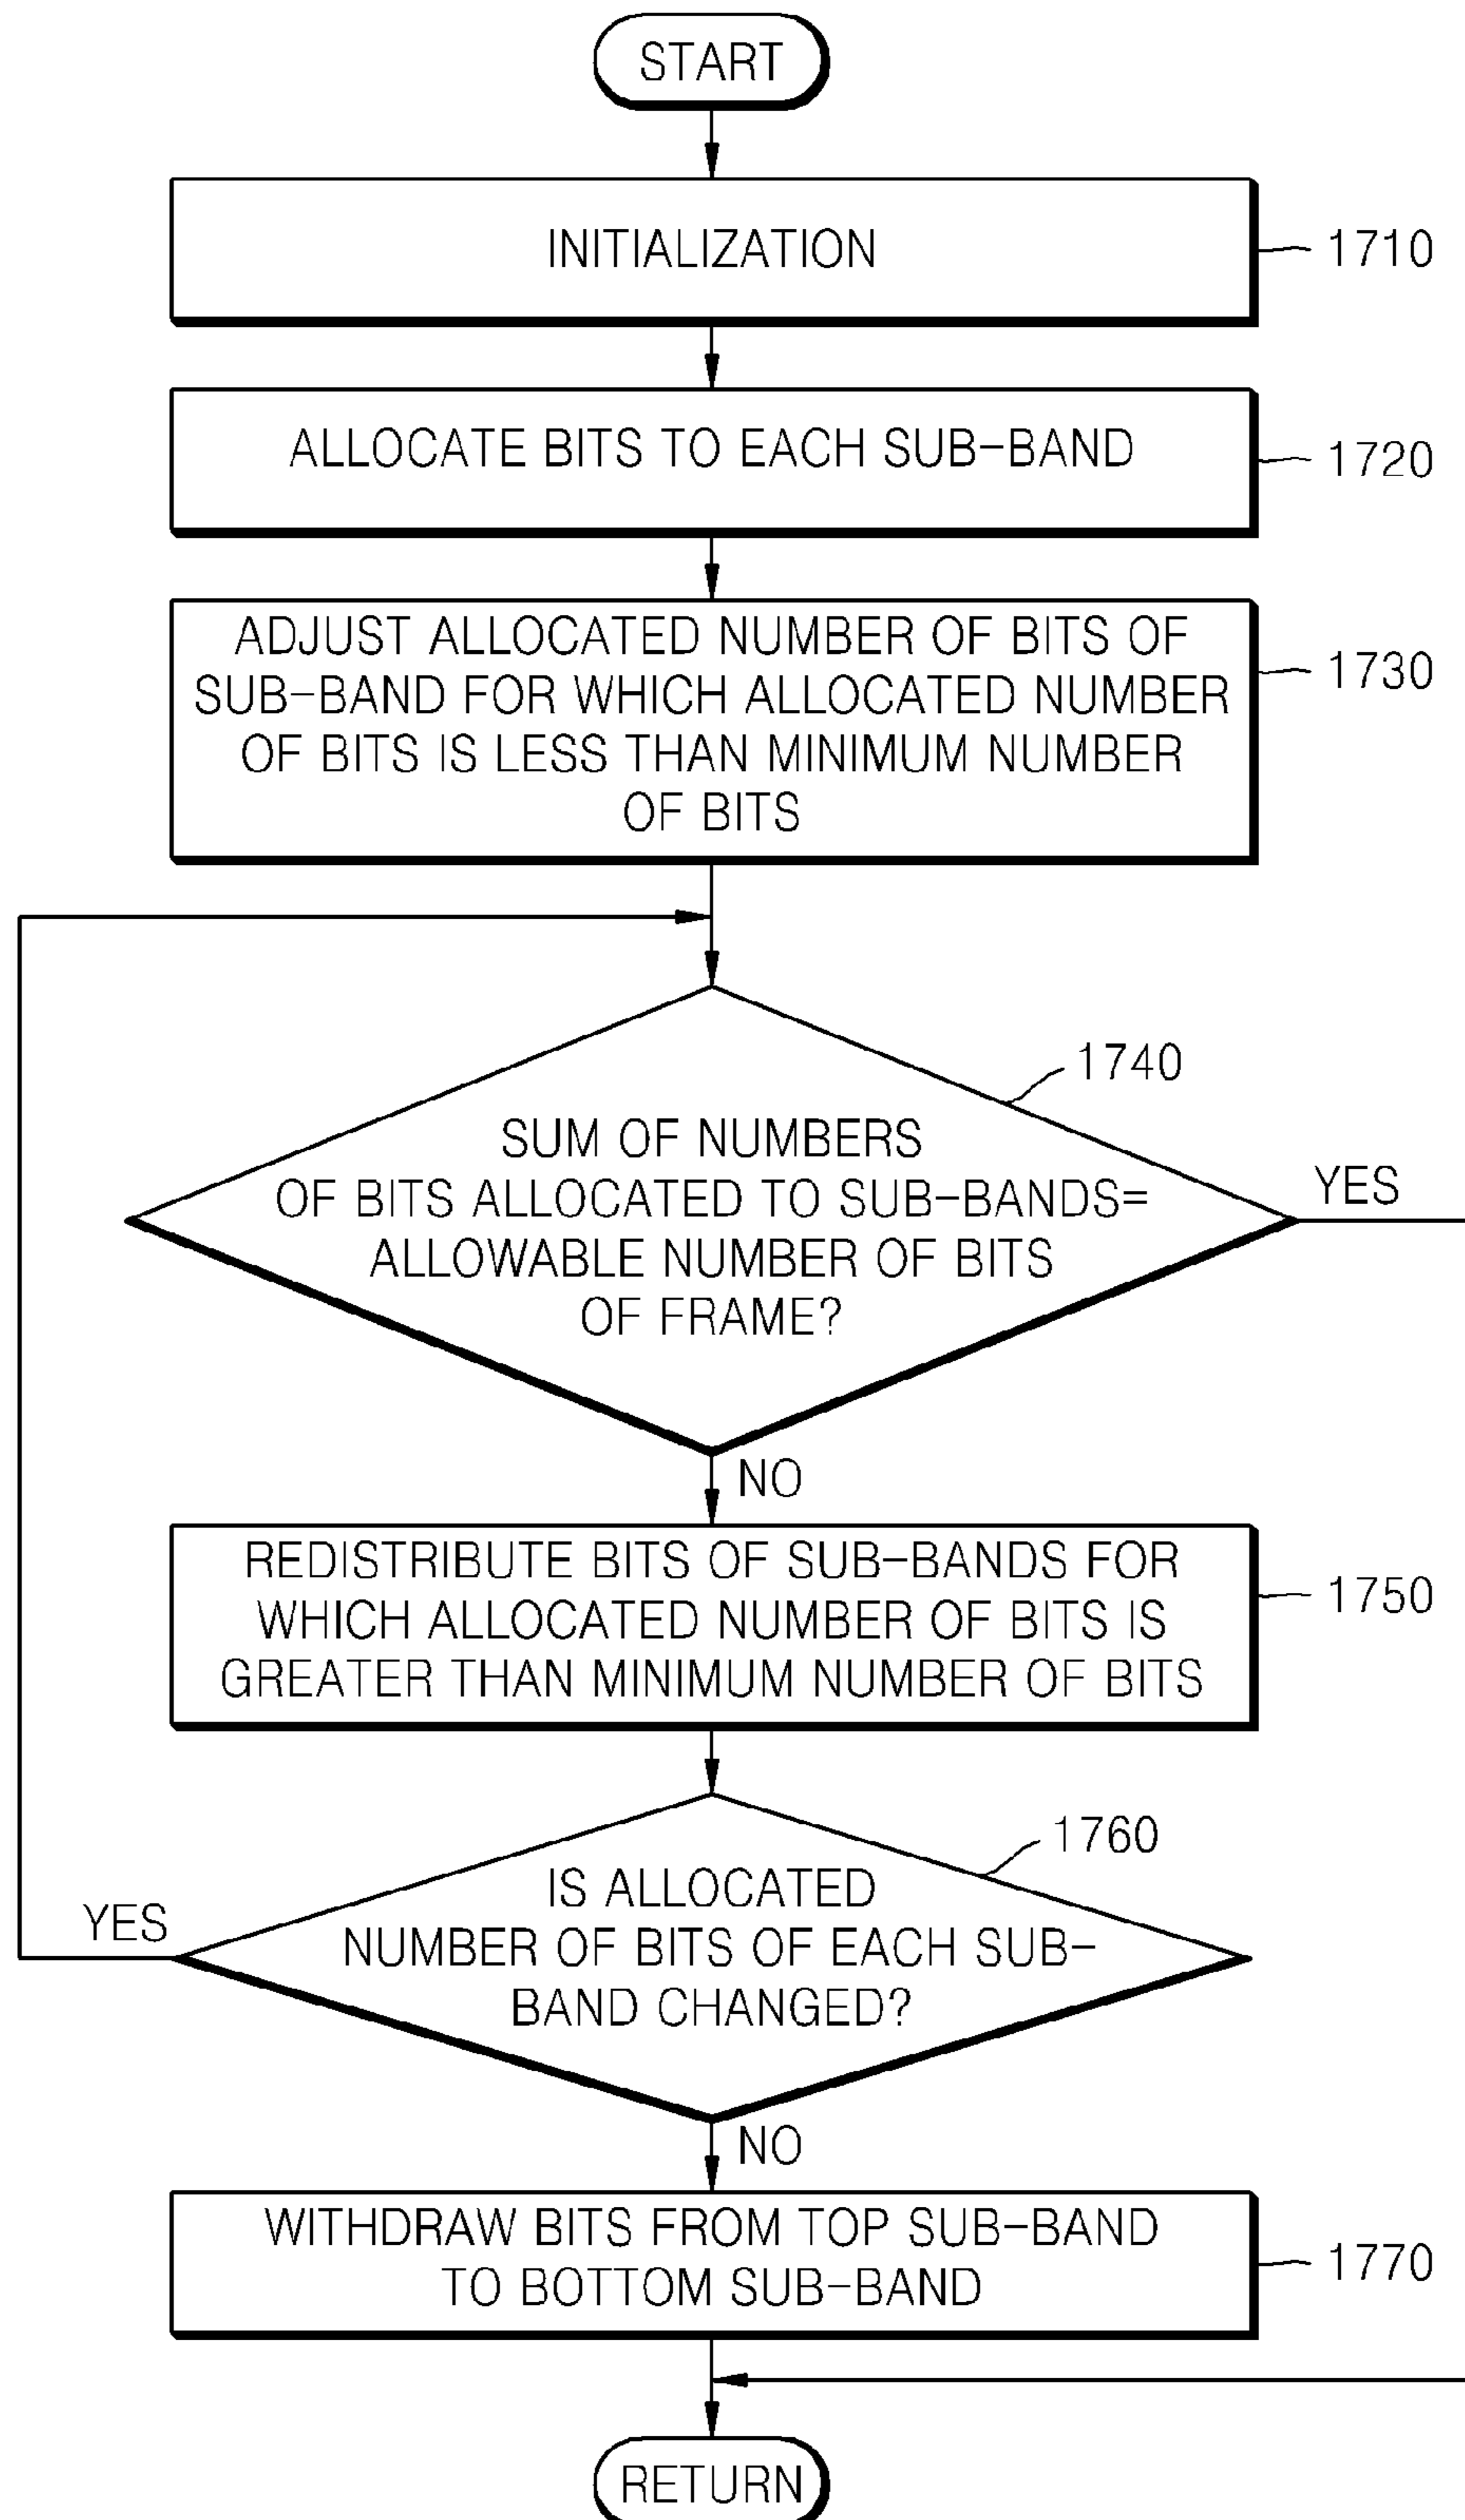 START
INITIALIZATION
1710
ALLOCATE BITS TO EACH SUB-BAND
1720
ADJUST ALLOCATED NUMBER OF BITS OF
SUB-BAND FOR WHICH ALLOCATED NUMBER
OF BITS IS LESS THAN MINIMUM NUMBER
OF BITS
1730
1740
SUM OF NUMBERS
OF BITS ALLOCATED TO SUB-BANDS=
ALLOWABLE NUMBER OF BITS
OF FRAME?
YES
NO
REDISTRIBUTE BITS OF SUB-BANDS FOR
WHICH ALLOCATED NUMBER OF BITS IS
GREATER THAN MINIMUM NUMBER OF BITS
1750
1760
IS ALLOCATED
NUMBER OF BITS OF EACH SUB-
BAND CHANGED?
YES
NO
WITHDRAW BITS FROM TOP SUB-BAND
TO BOTTOM SUB-BAND
1770
RETURN